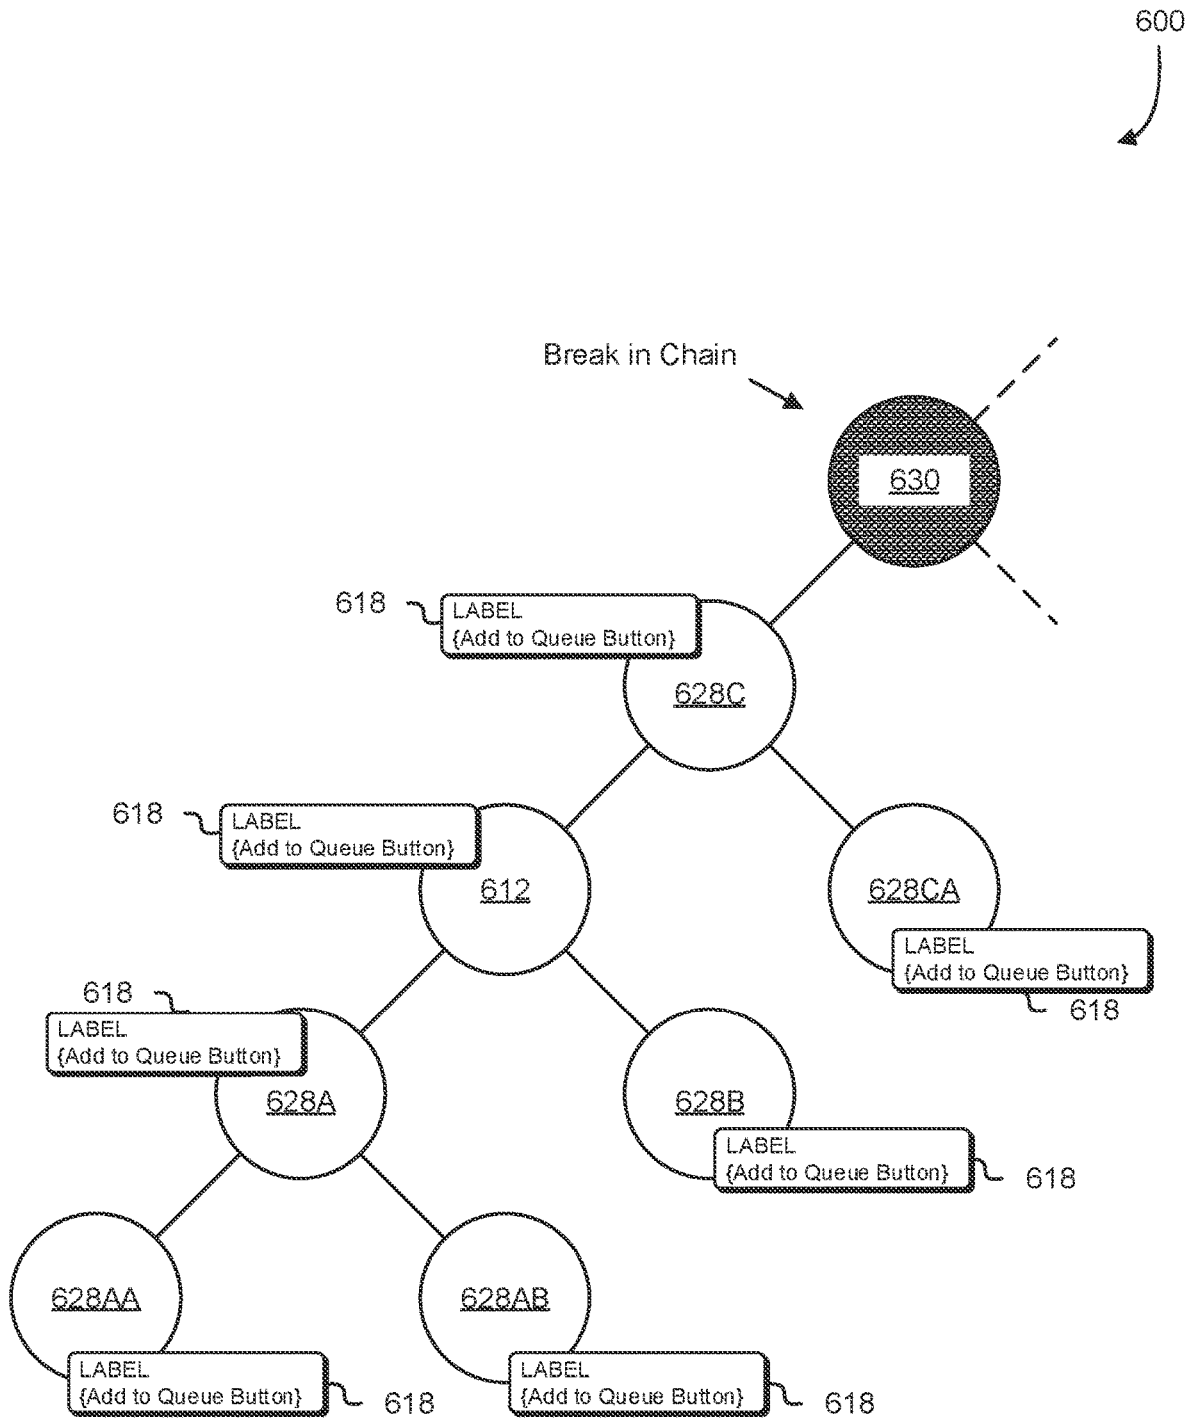 600
Break in Chain
630
618
LABEL
{Add to Queue Button}
628C
618
LABEL
{Add to Queue Button}
612
628CA
LABEL
{Add to Queue Button}
618
618
LABEL
{Add to Queue Button}
628A
628B
LABEL
{Add to Queue Button}
618
628AA
628AB
LABEL
{Add to Queue Button}
618
LABEL
{Add to Queue Button}
618